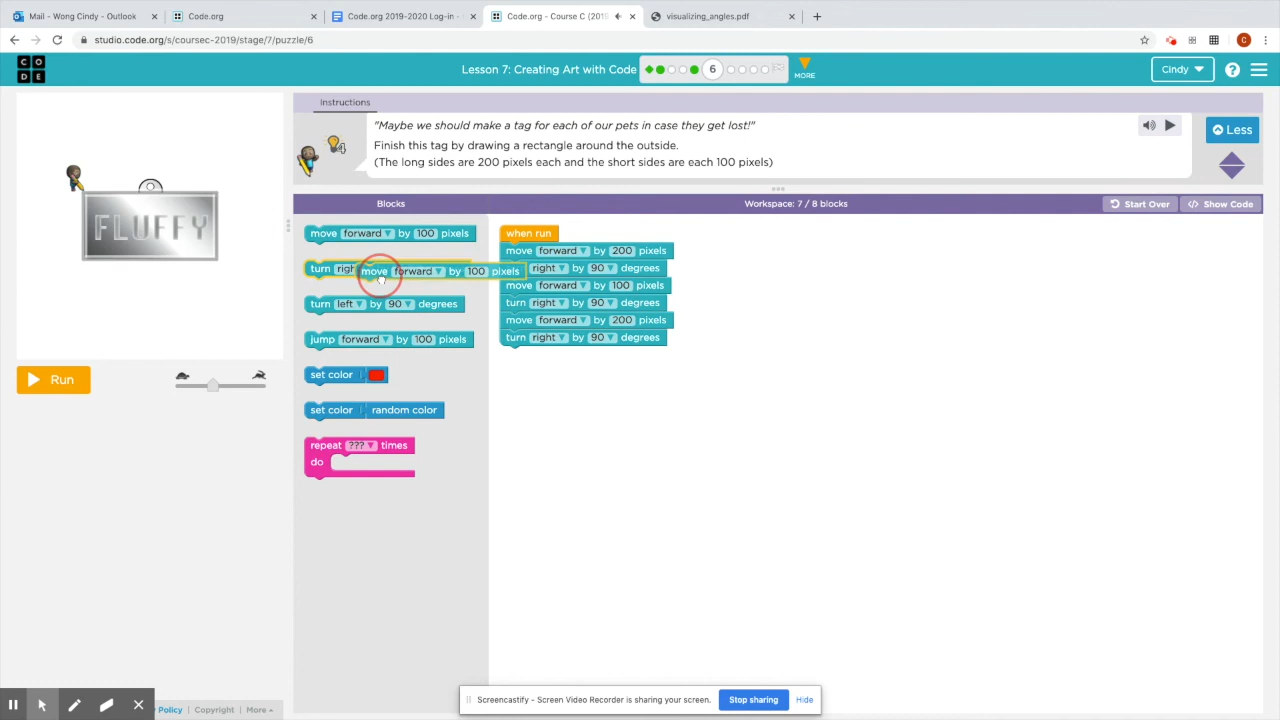 Mail - Wong Cindy - Outlook
Code.org
Code.org 2019-2020 Log-in -
Code.org - Course C (2019
visualizing_angles.pdf
studio.code.org/s/coursec-2019/stage/7/puzzle/6
C
CO
DE
Lesson 7: Creating Art with Code
6
MORE
Cindy
Instructions
"Maybe we should make a tag for each of our pets in case they get lost!"
Finish this tag by drawing a rectangle around the outside.
(The long sides are 200 pixels each and the short sides are each 100 pixels)
4
Less
Blocks
Workspace: 7 / 8 blocks
Start Over
Show Code
FLUFFY
Run
move forward by 100 pixels
turn
move forward by 100 pixels
turn left by 90 degrees
jump forward by 100 pixels
set color
set color random color
repeat ??? times
do
when run
move forward by 200 pixels
right by 90 degrees
move forward by 100 pixels
turn right by 90 degrees
move forward by 200 pixels
turn right by 90 degrees
Policy | Copyright | More
Screencastify - Screen Video Recorder is sharing your screen.
Stop sharing
Hide